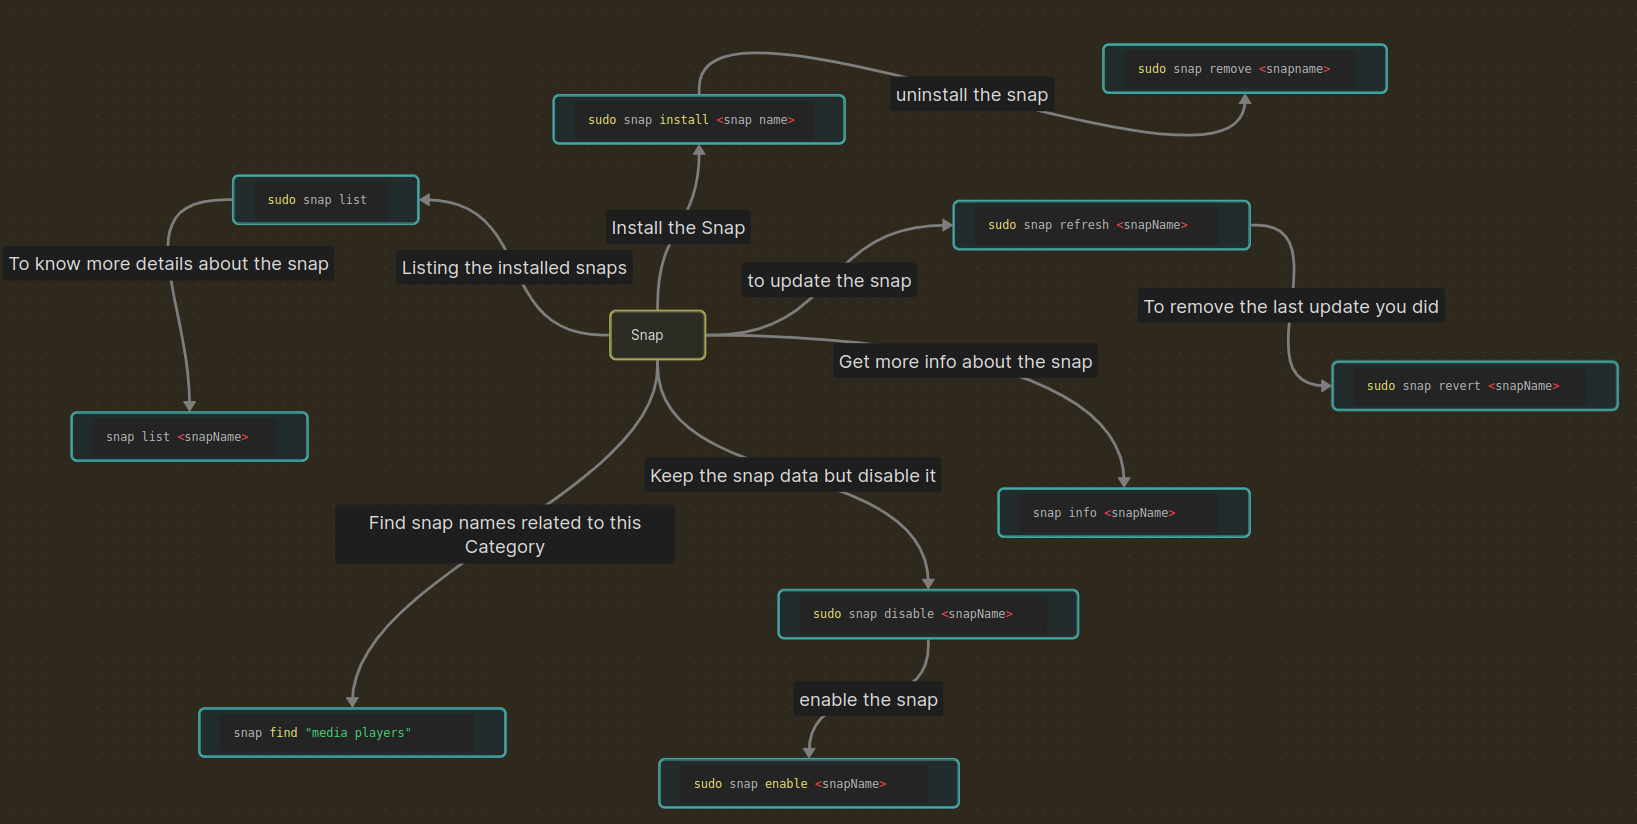 sudo snap remove <snapname>
uninstall the snap
sudo snap install <snap name>
sudo snap list
sudo snap refresh <snapName>
Install the Snap
To know more details about the snap
Listing the installed snaps
to update the snap
To remove the last update you did
Snap
Get more info about the snap
sudo snap revert <snapName>
snap list <snapName>
Keep the snap data but disable it
snap info <snapName>
Find snap names related to this
Category
sudo snap disable <snapName>
enable the snap
snap find "media players"
sudo snap enable <snapName>